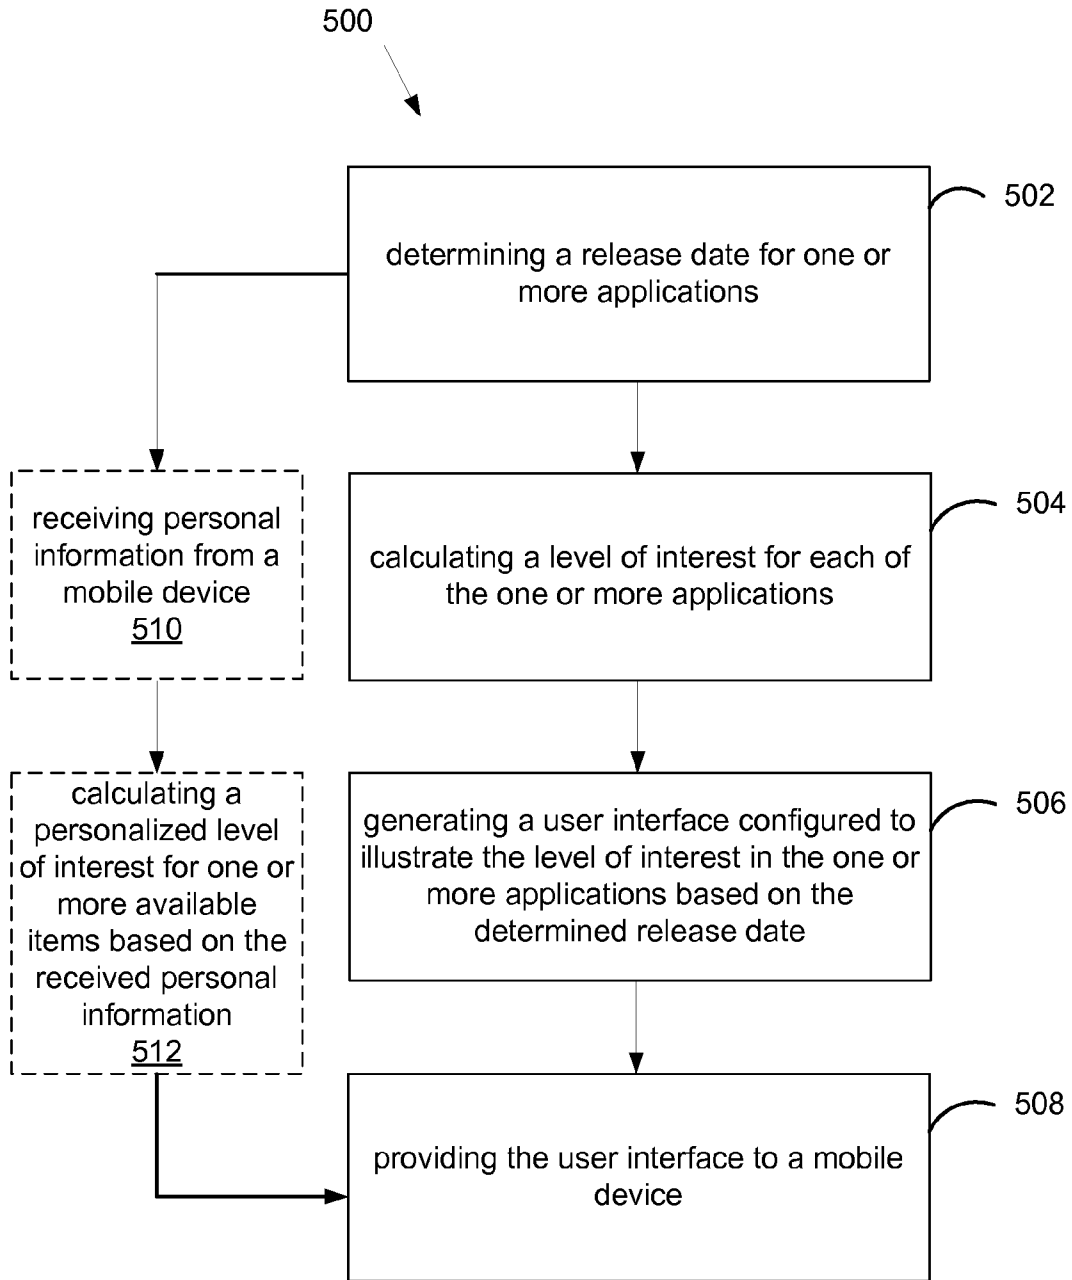 500
502
determining a release date for one or
more applications
504
receiving personal
information from a
mobile device
510
calculating a level of interest for each of
the one or more applications
506
calculating a
personalized level
of interest for one or
more available
items based on the
received personal
information
512
generating a user interface configured to
illustrate the level of interest in the one or
more applications based on the
determined release date
508
providing the user interface to a mobile
device